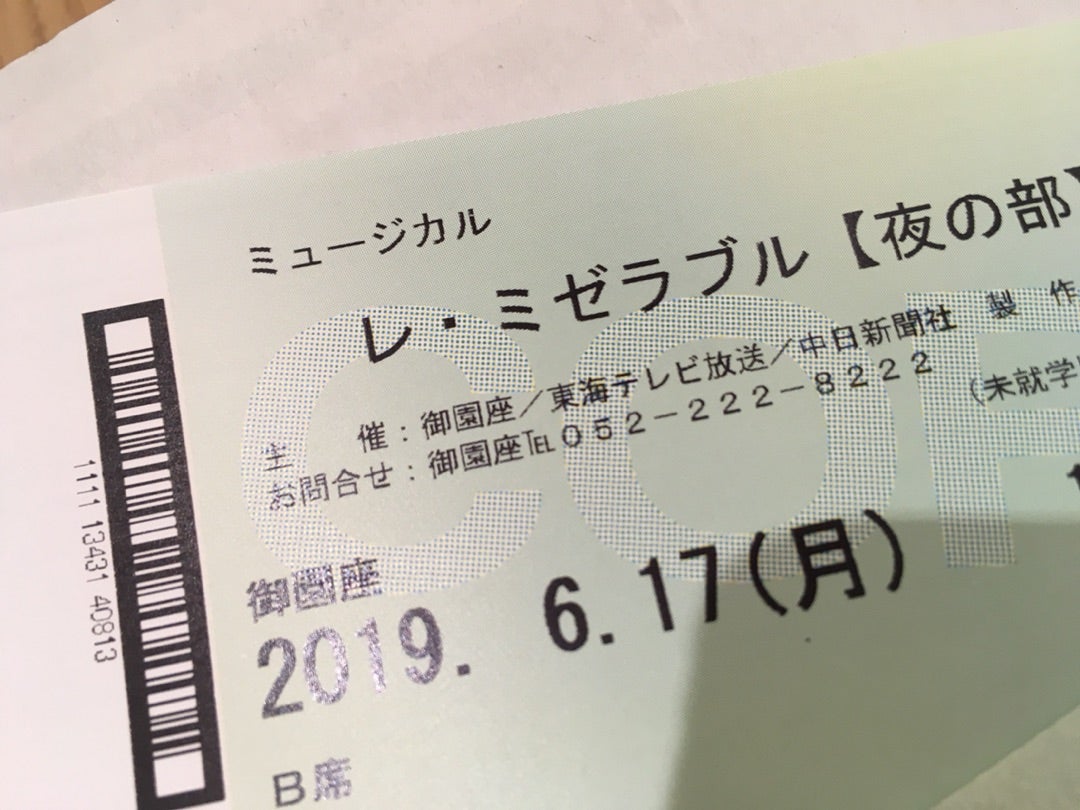 ミュージカル
レ・ミゼラブル【夜の部】
主　催：御園座／東海テレビ放送／中日新聞社　製　作
お問合せ：御園座℡052-222-8222
(未就学
御園座
2019. 6.17(月)
B席
1111 13431 40813
COP